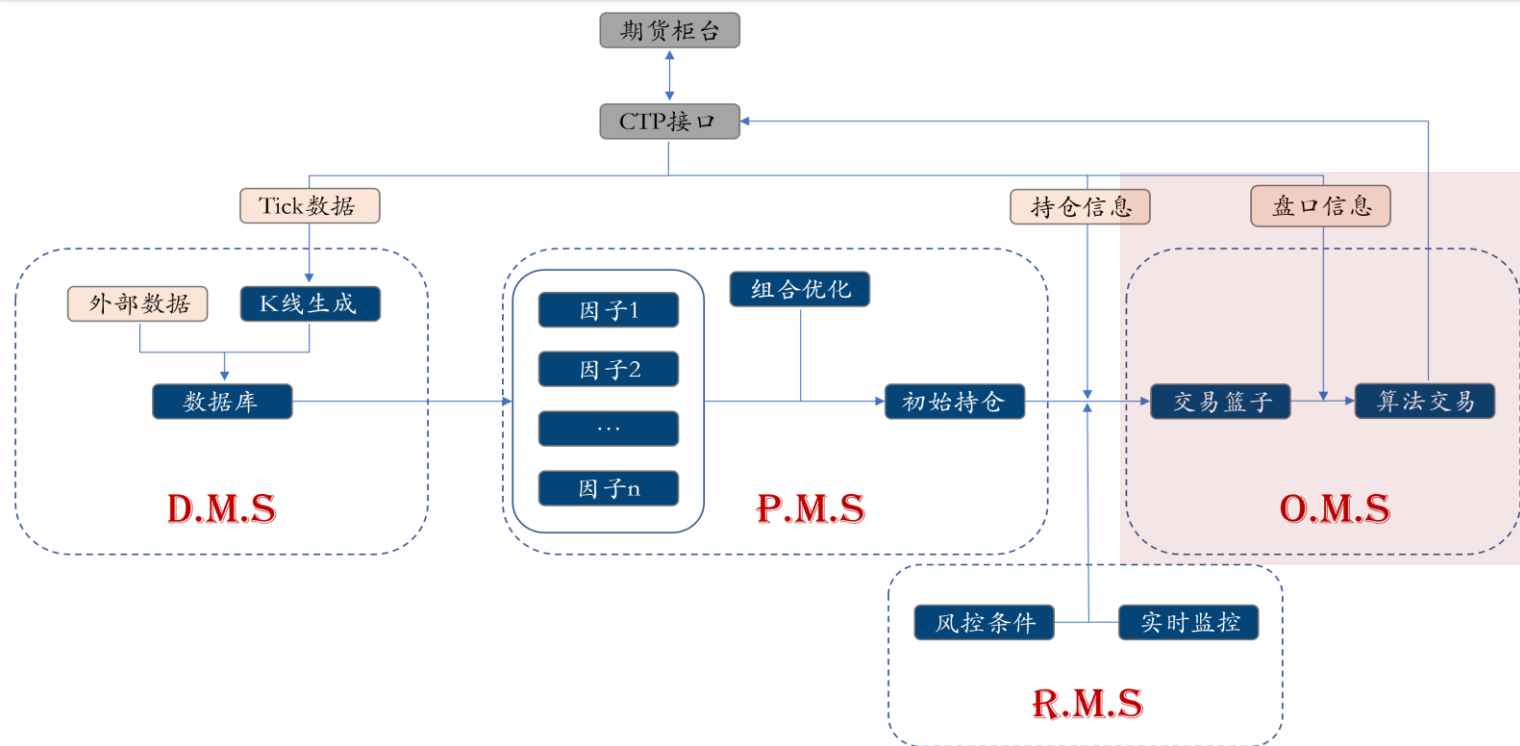 期货柜台
CTP接口
Tick数据
持仓信息
盘口信息
外部数据
K线生成
数据库
D.M.S
因子1
因子2
...
因子n
组合优化
初始持仓
P.M.S
交易篮子
算法交易
O.M.S
风控条件
实时监控
R.M.S